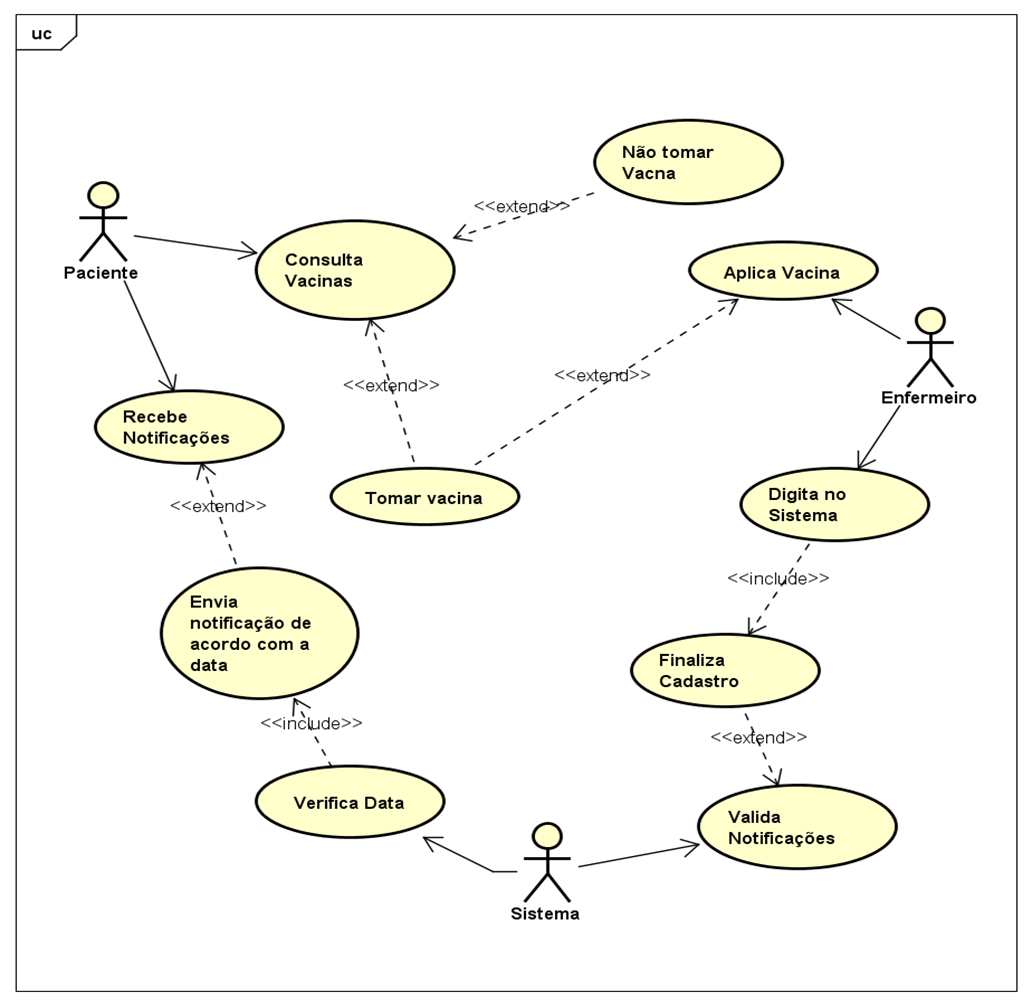 uc
Não tomar
Vacna
<<extend>>
Paciente
Consulta
Vacinas
Aplica Vacina
<<extend>>
<<extend>>
Enfermeiro
Recebe
Notificações
Tomar vacina
Digita no
Sistema
<<extend>>
<<include>>
Envia
notificação de
acordo com a
data
Finaliza
Cadastro
<<include>>
<<extend>>
Verifica Data
Valida
Notificações
Sistema